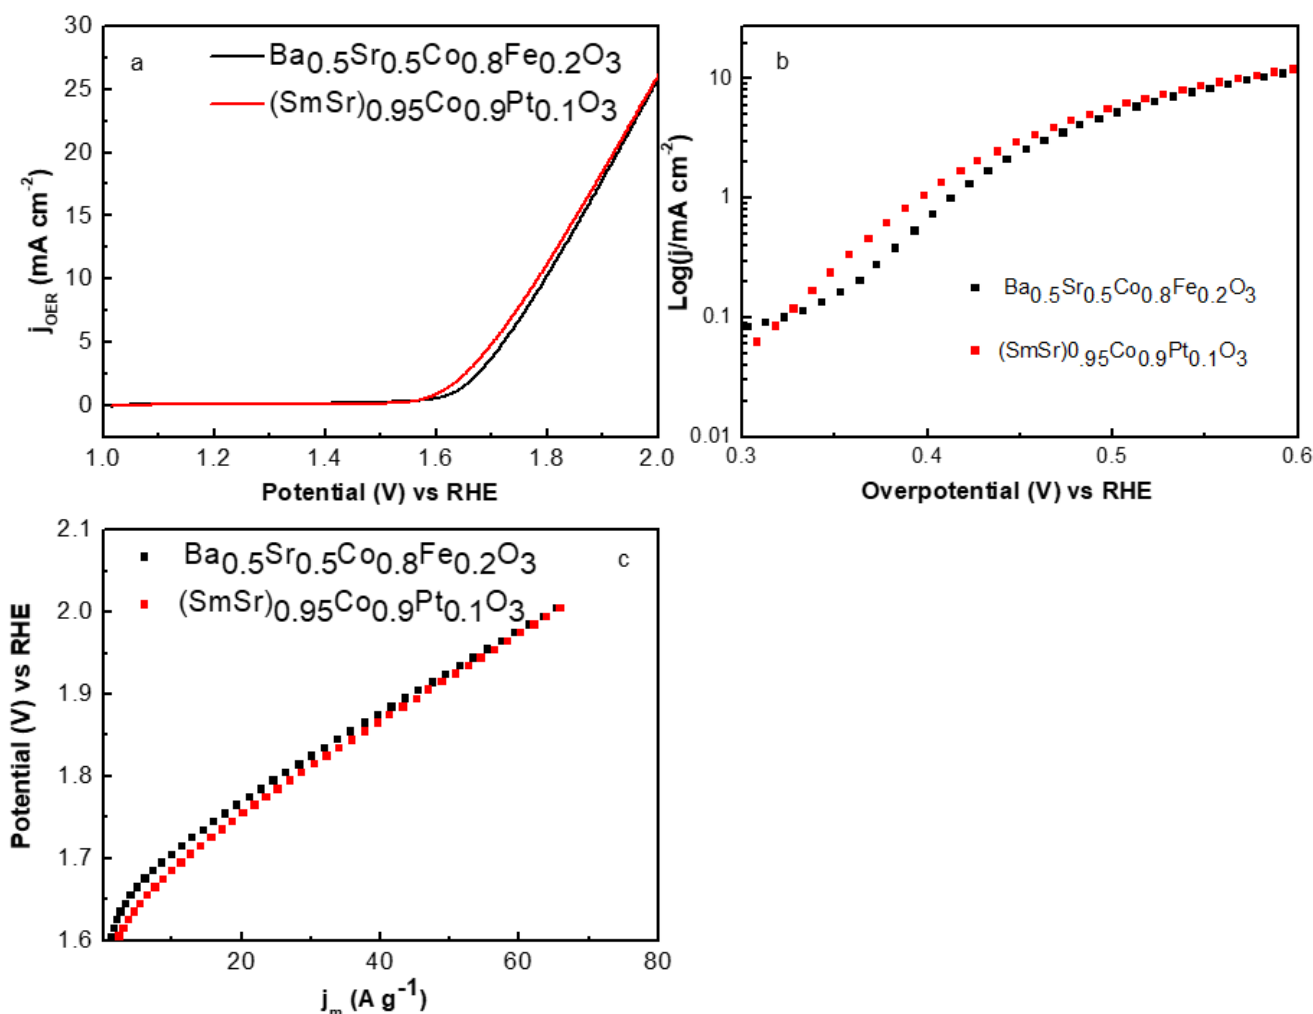 a
Ba0.5Sr0.5Co0.8Fe0.2O3
(SmSr)0.95Co0.9Pt0.1O3
30
25
20
15
10
5
0
jOER (mA cm-2)
1.0 1.2 1.4 1.6 1.8 2.0
Potential (V) vs RHE
b
10
1
0.1
0.01
Log(j/mA cm-2)
Ba0.5Sr0.5Co0.8Fe0.2O3
(SmSr)0.95Co0.9Pt0.1O3
0.3 0.4 0.5 0.6
Overpotential (V) vs RHE
c
Ba0.5Sr0.5Co0.8Fe0.2O3
(SmSr)0.95Co0.9Pt0.1O3
2.1
2.0
1.9
1.8
1.7
1.6
Potential (V) vs RHE
20 40 60 80
jm (A g-1)